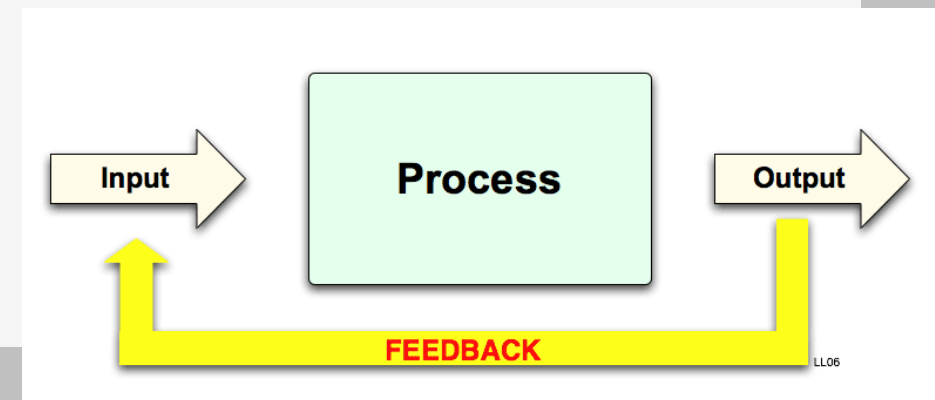 Input
Process
Output
FEEDBACK
LL06